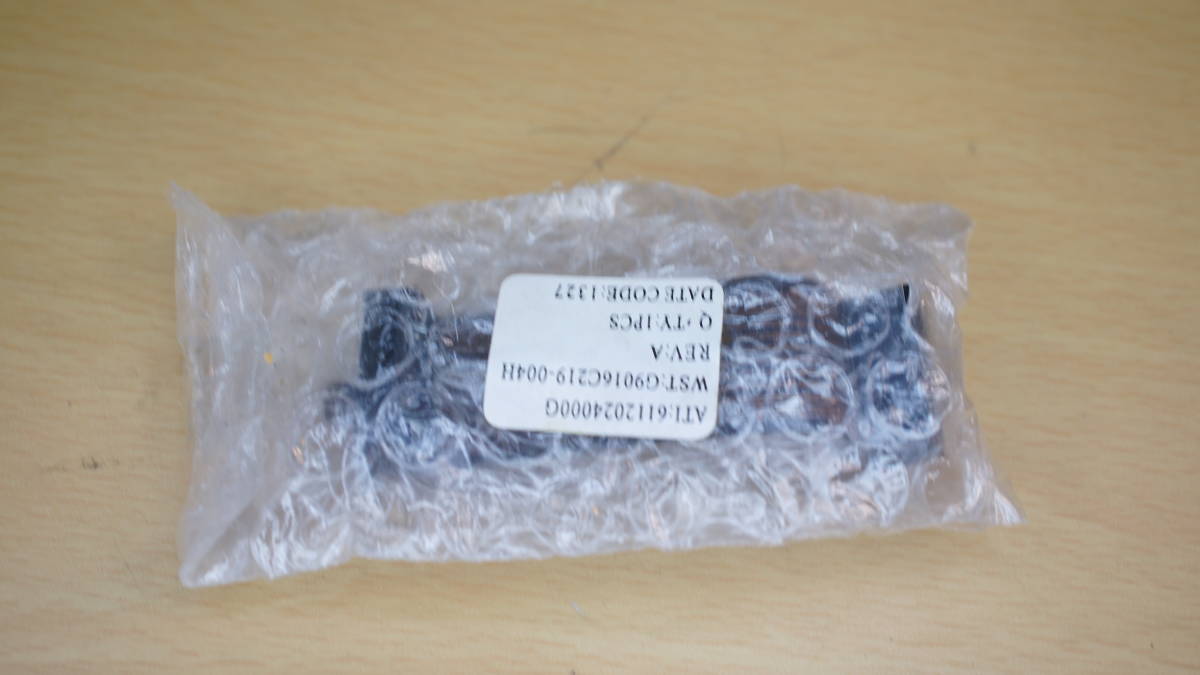 ATI:6112024000G
WST:G9016C219-004H
REV:A
Q'TY:1PCS
DATE CODE:1327